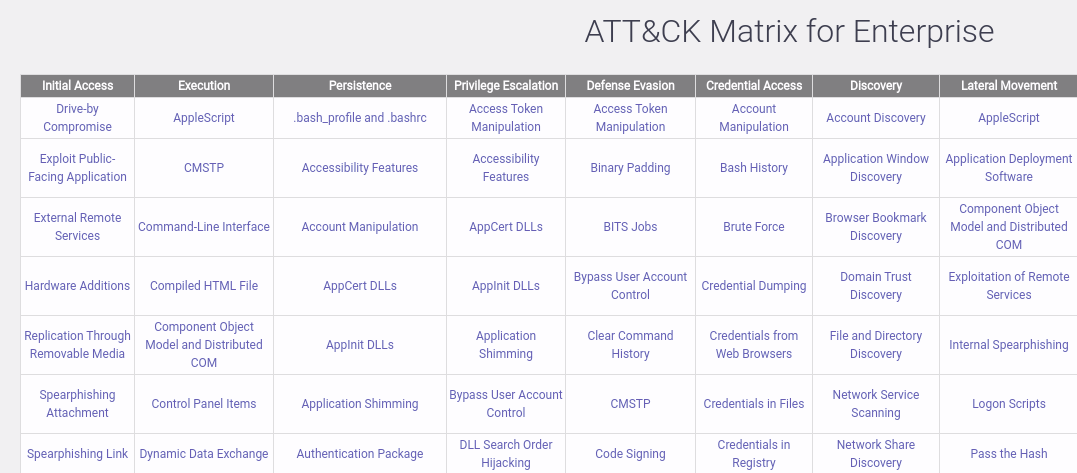 ATT&CK Matrix for Enterprise
Initial Access Execution Persistence Privilege Escalation Defense Evasion Credential Access Discovery Lateral Movement
Drive-by Compromise AppleScript .bash_profile and .bashrc Access Token Manipulation Access Token Manipulation Account Manipulation Account Discovery AppleScript
Exploit Public-Facing Application CMSTP Accessibility Features Accessibility Features Binary Padding Bash History Application Window Discovery Application Deployment Software
External Remote Services Command-Line Interface Account Manipulation AppCert DLLs BITS Jobs Brute Force Browser Bookmark Discovery Component Object Model and Distributed COM
Hardware Additions Compiled HTML File AppCert DLLs AppInit DLLs Bypass User Account Control Credential Dumping Domain Trust Discovery Exploitation of Remote Services
Replication Through Removable Media Component Object Model and Distributed COM AppInit DLLs Application Shimming Clear Command History Credentials from Web Browsers File and Directory Discovery Internal Spearphishing
Spearphishing Attachment Control Panel Items Application Shimming Bypass User Account Control CMSTP Credentials in Files Network Service Scanning Logon Scripts
Spearphishing Link Dynamic Data Exchange Authentication Package DLL Search Order Hijacking Code Signing Credentials in Registry Network Share Discovery Pass the Hash